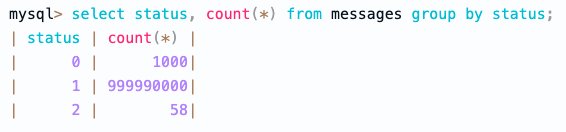 mysql> select status, count(*) from messages group by status;
| status | count(*) |
|      0 |      1000|
|      1 | 999990000|
|      2 |        58|